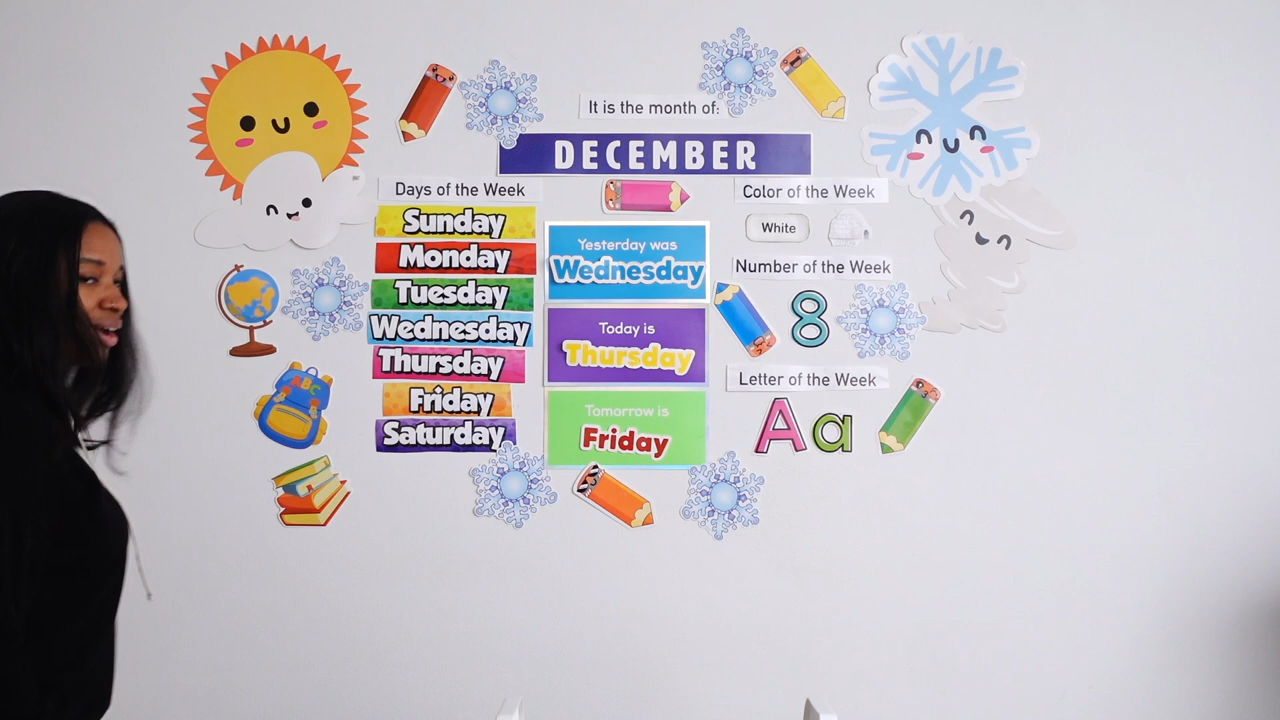 It is the month of:
DECEMBER
Days of the Week
Sunday
Monday
Tuesday
Wednesday
Thursday
Friday
Saturday
Yesterday was
Wednesday
Today is
Thursday
Tomorrow is
Friday
Color of the Week
White
Number of the Week
8
Letter of the Week
A a
ABC